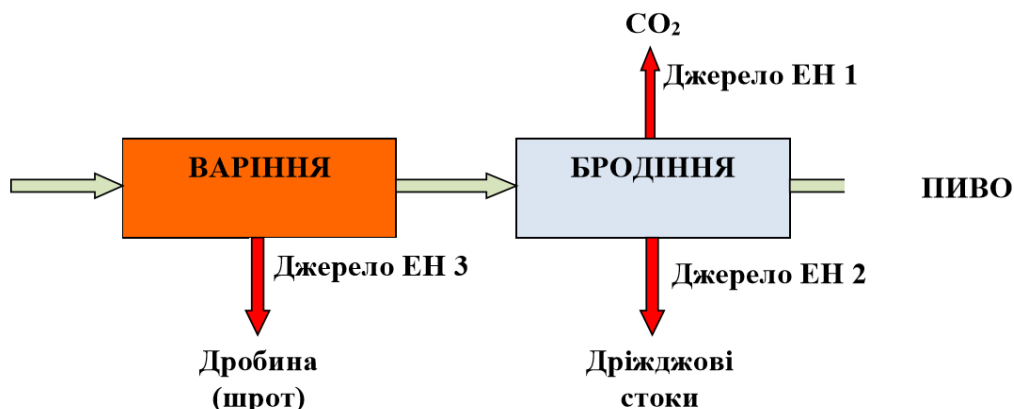 CO₂
Джерело ЕН 1
ВАРІННЯ
БРОДІННЯ
ПИВО
Джерело ЕН 3
Джерело ЕН 2
Дробина
(шрот)
Дріжджові
стоки